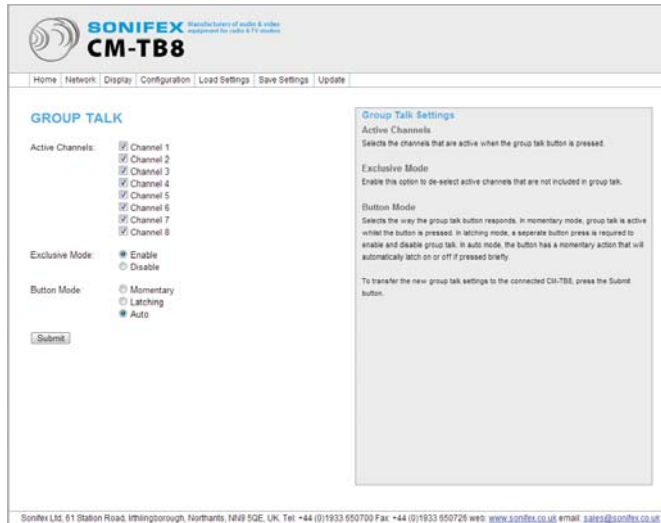 SONIFEX Manufacturers of audio & video
equipment for radio & TV studios
CM-TB8
Home Network Display Configuration Load Settings Save Settings Update
GROUP TALK
Active Channels: Channel 1
Channel 2
Channel 3
Channel 4
Channel 5
Channel 6
Channel 7
Channel 8
Exclusive Mode: Enable
Disable
Button Mode: Momentary
Latching
Auto
Submit
Group Talk Settings
Active Channels
Selects the channels that are active when the group talk button is pressed.
Exclusive Mode
Enable this option to de-select active channels that are not included in group talk.
Button Mode
Selects the way the group talk button responds. In momentary mode, group talk is active
whilst the button is pressed. In latching mode, a seperate button press is required to
enable and disable group talk. In auto mode, the button has a momentary action that will
automatically latch on or off if pressed briefly.
To transfer the new group talk settings to the connected CM-TB8, press the Submit
button.
Sonifex Ltd, 61 Station Road, Irthlingborough, Northants, NN9 5QE, UK. Tel: +44 (0)1933 650700 Fax: +44 (0)1933 650726 web: www.sonifex.co.uk email: sales@sonifex.co.uk